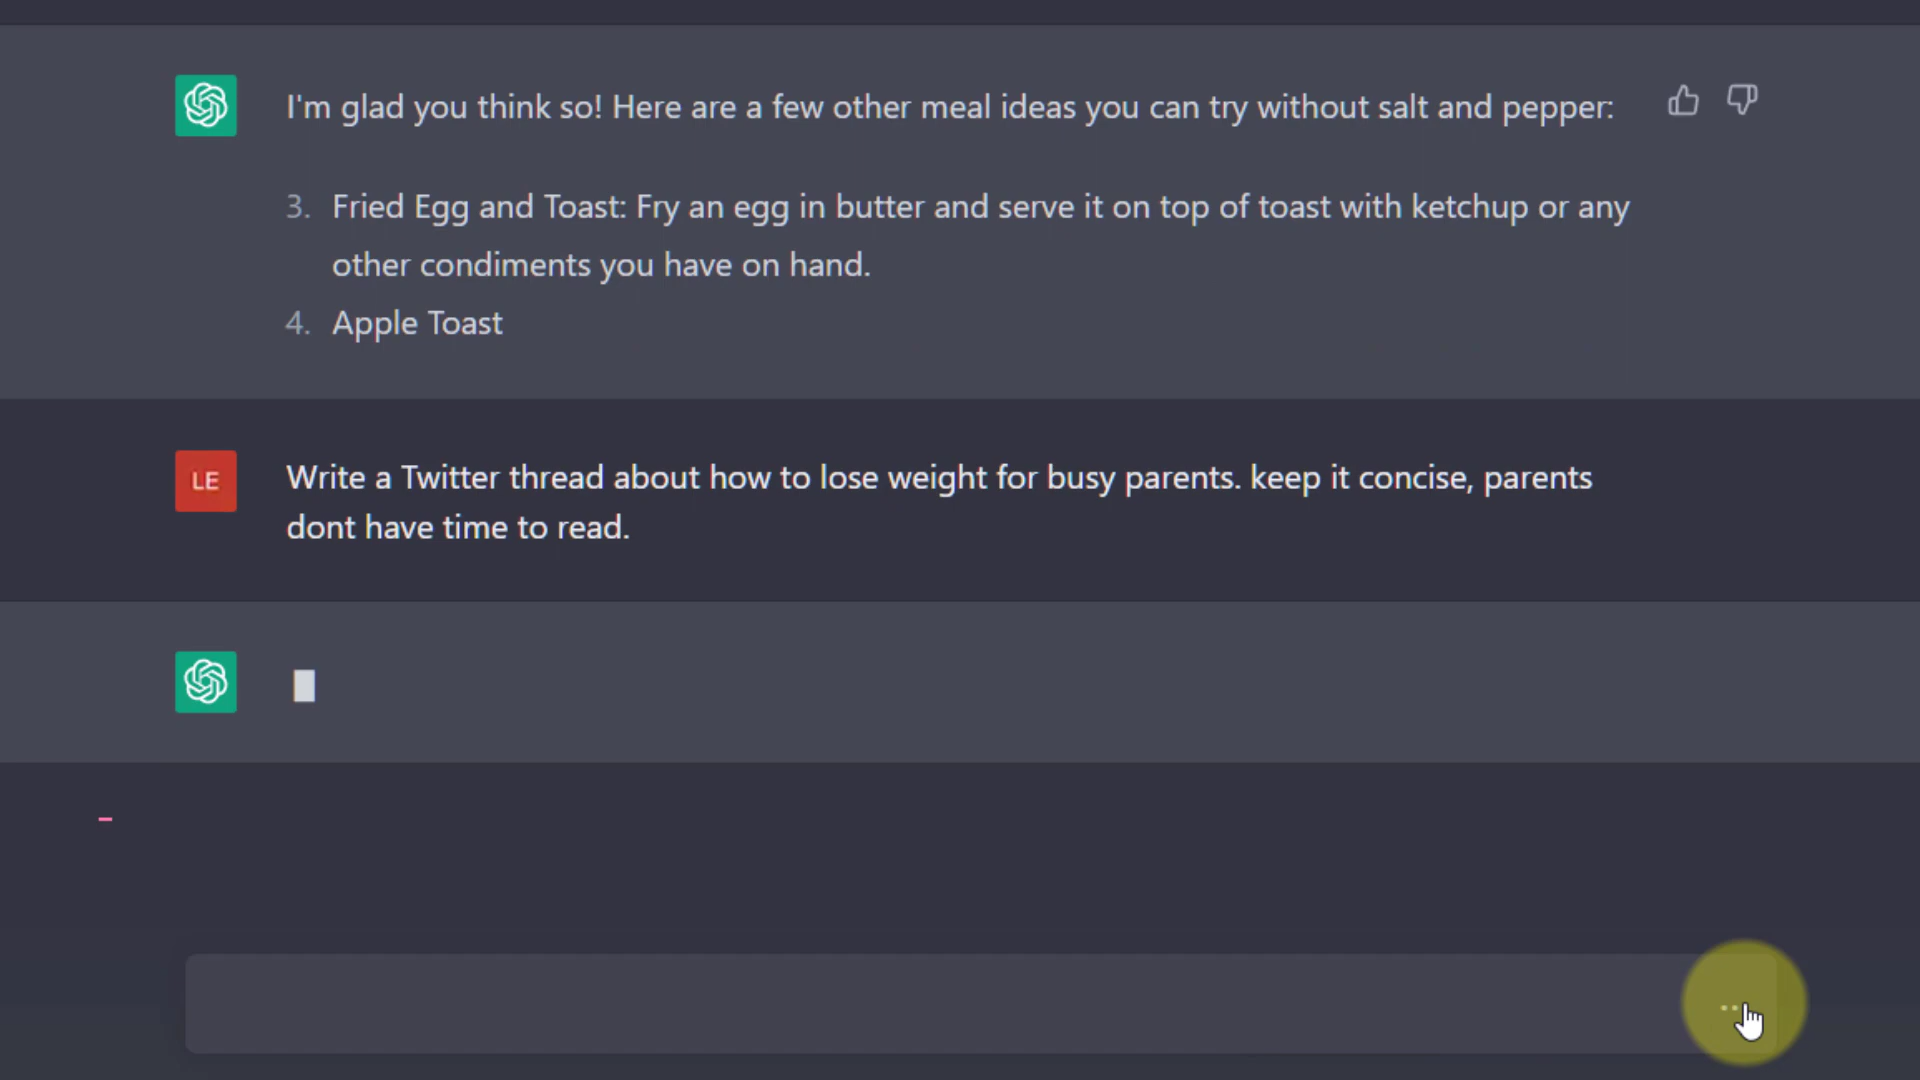 I'm glad you think so! Here are a few other meal ideas you can try without salt and pepper:
3. Fried Egg and Toast: Fry an egg in butter and serve it on top of toast with ketchup or any
other condiments you have on hand.
4. Apple Toast
LE
Write a Twitter thread about how to lose weight for busy parents. keep it concise, parents
dont have time to read.